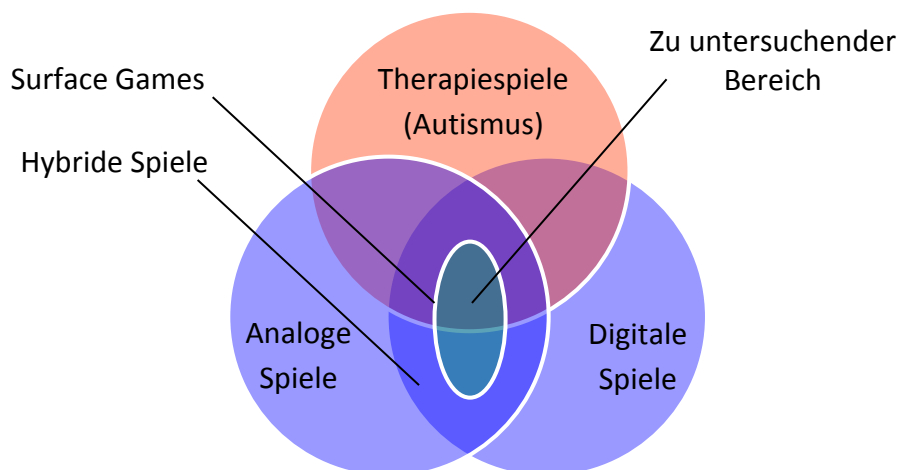 Zu untersuchender
Bereich
Surface Games
Therapiespiele
(Autismus)
Hybride Spiele
Analoge
Spiele
Digitale
Spiele